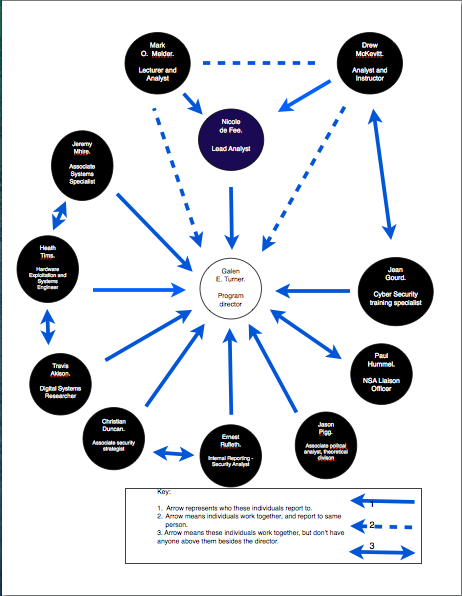 Mark
O. Melder.
Lecturer and
Analyst
Drew
McKevitt.
Analyst and
Instructor
Nicole
de Fee.
Lead Analyst
Jeremy
Mhire.
Associate
Systems
Specialist
Heath
Tims.
Hardware
Exploitation and
Systems
Engineer
Galen
E. Turner.
Program
director
Jean
Gourd.
Cyber Security
training specialist
Paul
Hummel.
NSA Liaison
Officer
Travis
Atkison.
Digital Systems
Researcher
Christian
Duncan.
Associate security
strategist
Ernest
Rufleth.
Internal Reporting -
Security Analyst
Jason
Pigg.
Associate political
analyst, theoretical
divison
Key:
1. Arrow represents who these individuals report to.
2. Arrow means individuals work together, and report to same
person.
3. Arrow means these individuals work together, but don't have
anyone above them besides the director.
1
2
3